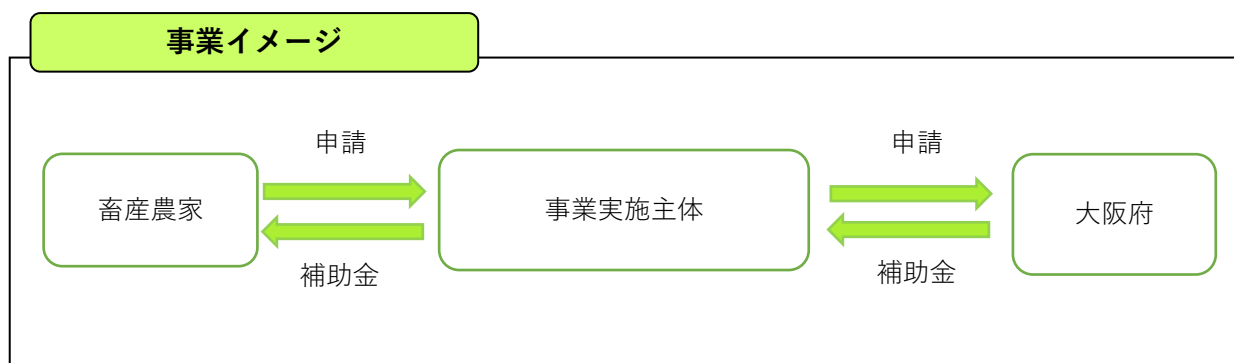 事業イメージ
申請
申請
畜産農家
事業実施主体
大阪府
補助金
補助金